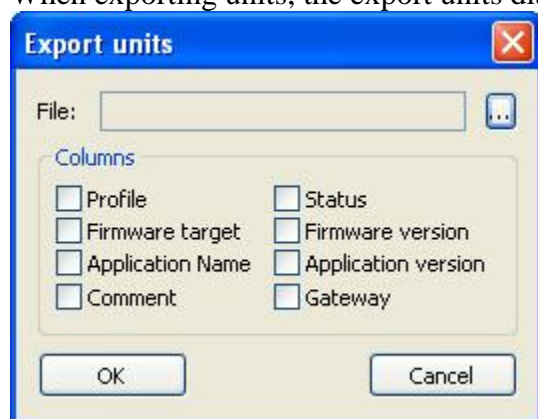 When exporting units, the export units dia
Export units
File:
...
Columns
Profile Status
Firmware target Firmware version
Application Name Application version
Comment Gateway
OK Cancel